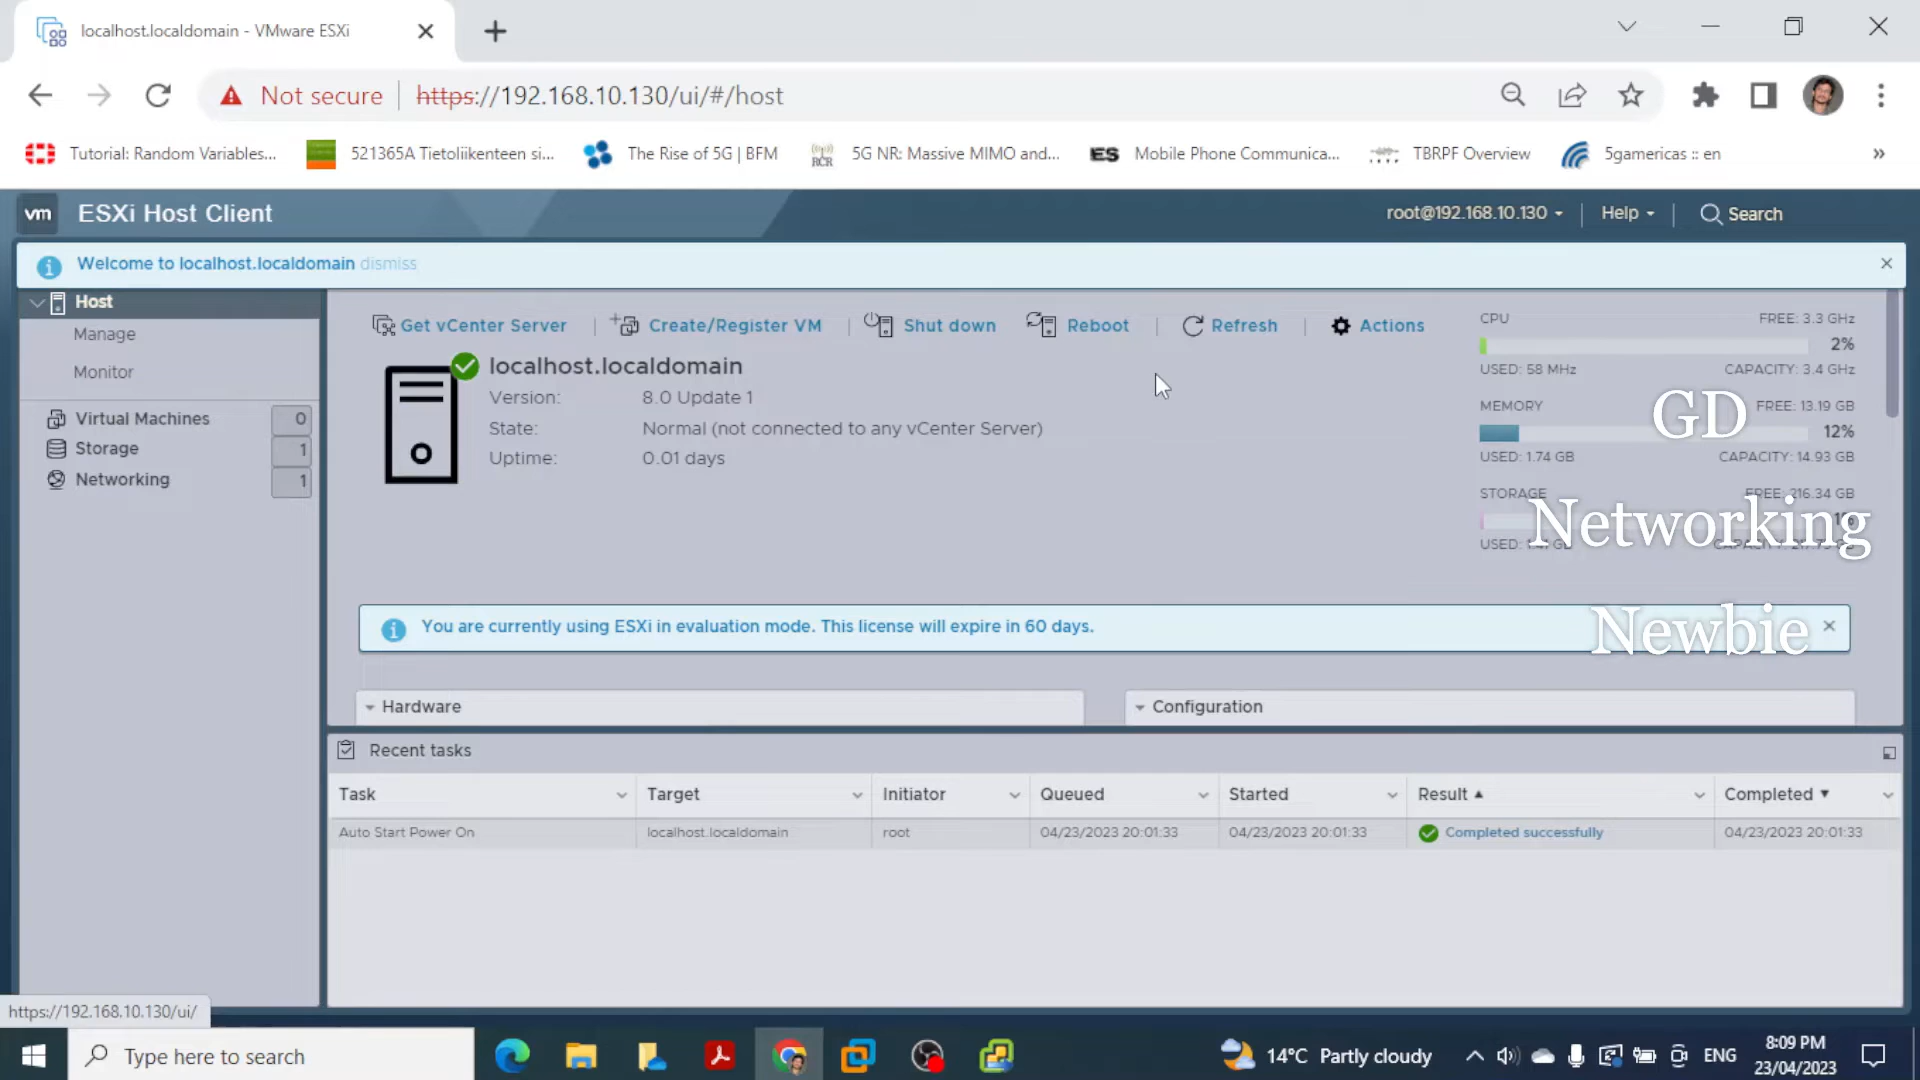 localhost.localdomain - VMware ESXi
Not secure https://192.168.10.130/ui/#/host
Tutorial: Random Variables... 521365A Tietoliikenteen si... The Rise of 5G | BFM RCR 5G NR: Massive MIMO and... ES Mobile Phone Communica... TBRPF Overview 5gamericas :: en »
vm ESXi Host Client root@192.168.10.130 Help Search
Welcome to localhost.localdomain dismiss
Host
Manage
Monitor
Virtual Machines 0
Storage 1
Networking 1
Get vCenter Server Create/Register VM Shut down Reboot Refresh Actions
localhost.localdomain
Version: 8.0 Update 1
State: Normal (not connected to any vCenter Server)
Uptime: 0.01 days
CPU FREE: 3.3 GHz
2%
USED: 58 MHz CAPACITY: 3.4 GHz
MEMORY FREE: 13.19 GB
12%
USED: 1.74 GB CAPACITY: 14.93 GB
STORAGE FREE: 216.34 GB
USED: 1.41 GB
GD
Networking
Newbie
You are currently using ESXi in evaluation mode. This license will expire in 60 days.
Hardware
Configuration
Recent tasks
Task Target Initiator Queued Started Result Completed
Auto Start Power On localhost.localdomain root 04/23/2023 20:01:33 04/23/2023 20:01:33 Completed successfully 04/23/2023 20:01:33
https://192.168.10.130/ui/
Type here to search 14°C Partly cloudy ENG 8:09 PM
23/04/2023